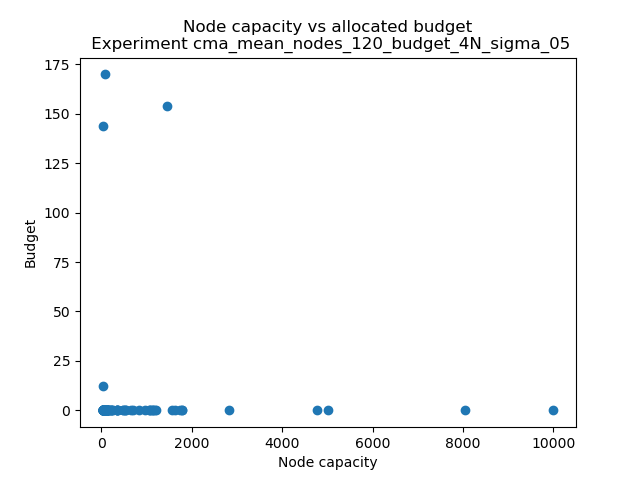 Node capacity vs allocated budget
Experiment cma_mean_nodes_120_budget_4N_sigma_05
175
150
125
100
75
50
25
0
Budget
0 2000 4000 6000 8000 10000
Node capacity